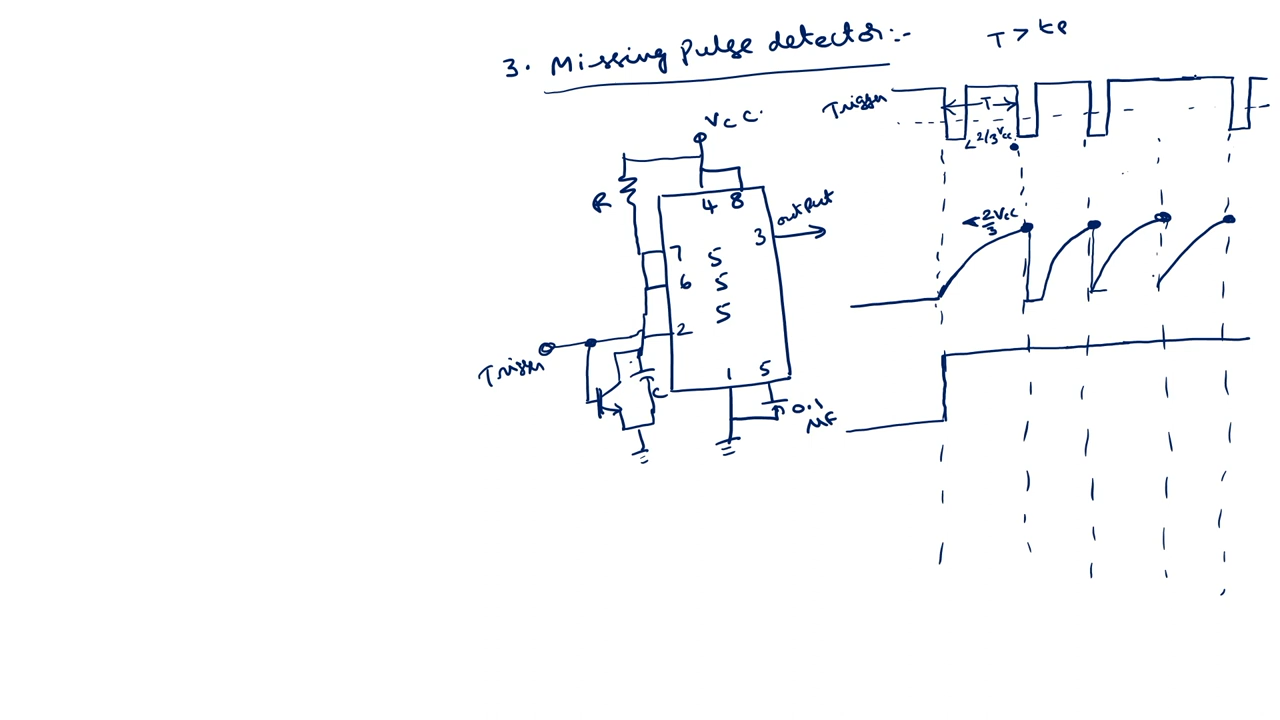 3. Missing Pulse detector:-
T > tp
Trigger
T
< 2/3 Vcc
Vcc
R
4 8
output
3
7 5
6 5
5
2
Trigger
C
1 5
0.1
μF
< 2Vcc
3